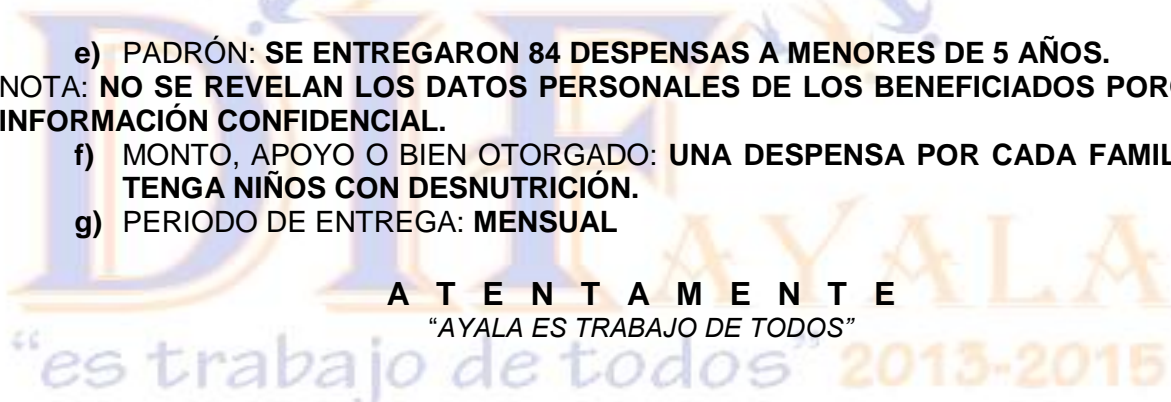 e) PADRÓN: SE ENTREGARON 84 DESPENSAS A MENORES DE 5 AÑOS.
NOTA: NO SE REVELAN LOS DATOS PERSONALES DE LOS BENEFICIADOS
INFORMACIÓN CONFIDENCIAL.
f) MONTO, APOYO O BIEN OTORGADO: UNA DESPENSA POR CADA
TENGA NIÑOS CON DESNUTRICIÓN.
g) PERIODO DE ENTREGA: MENSUAL
DIF AYALA
A T E N T A M E N T E
“AYALA ES TRABAJO DE TODOS”
“es trabajo de todos” 2013-2015